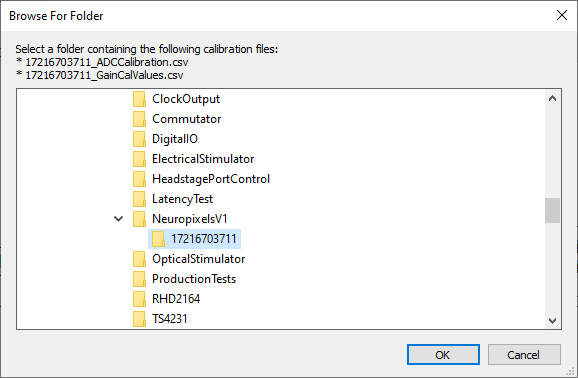 Browse For Folder
Select a folder containing the following calibration files:
* 17216703711_ADCCalibration.csv
* 17216703711_GainCalValues.csv
ClockOutput
Commutator
DigitalIO
ElectricalStimulator
HeadstagePortControl
LatencyTest
NeuropixelsV1
17216703711
OpticalStimulator
ProductionTests
RHD2164
TS4231
OK
Cancel